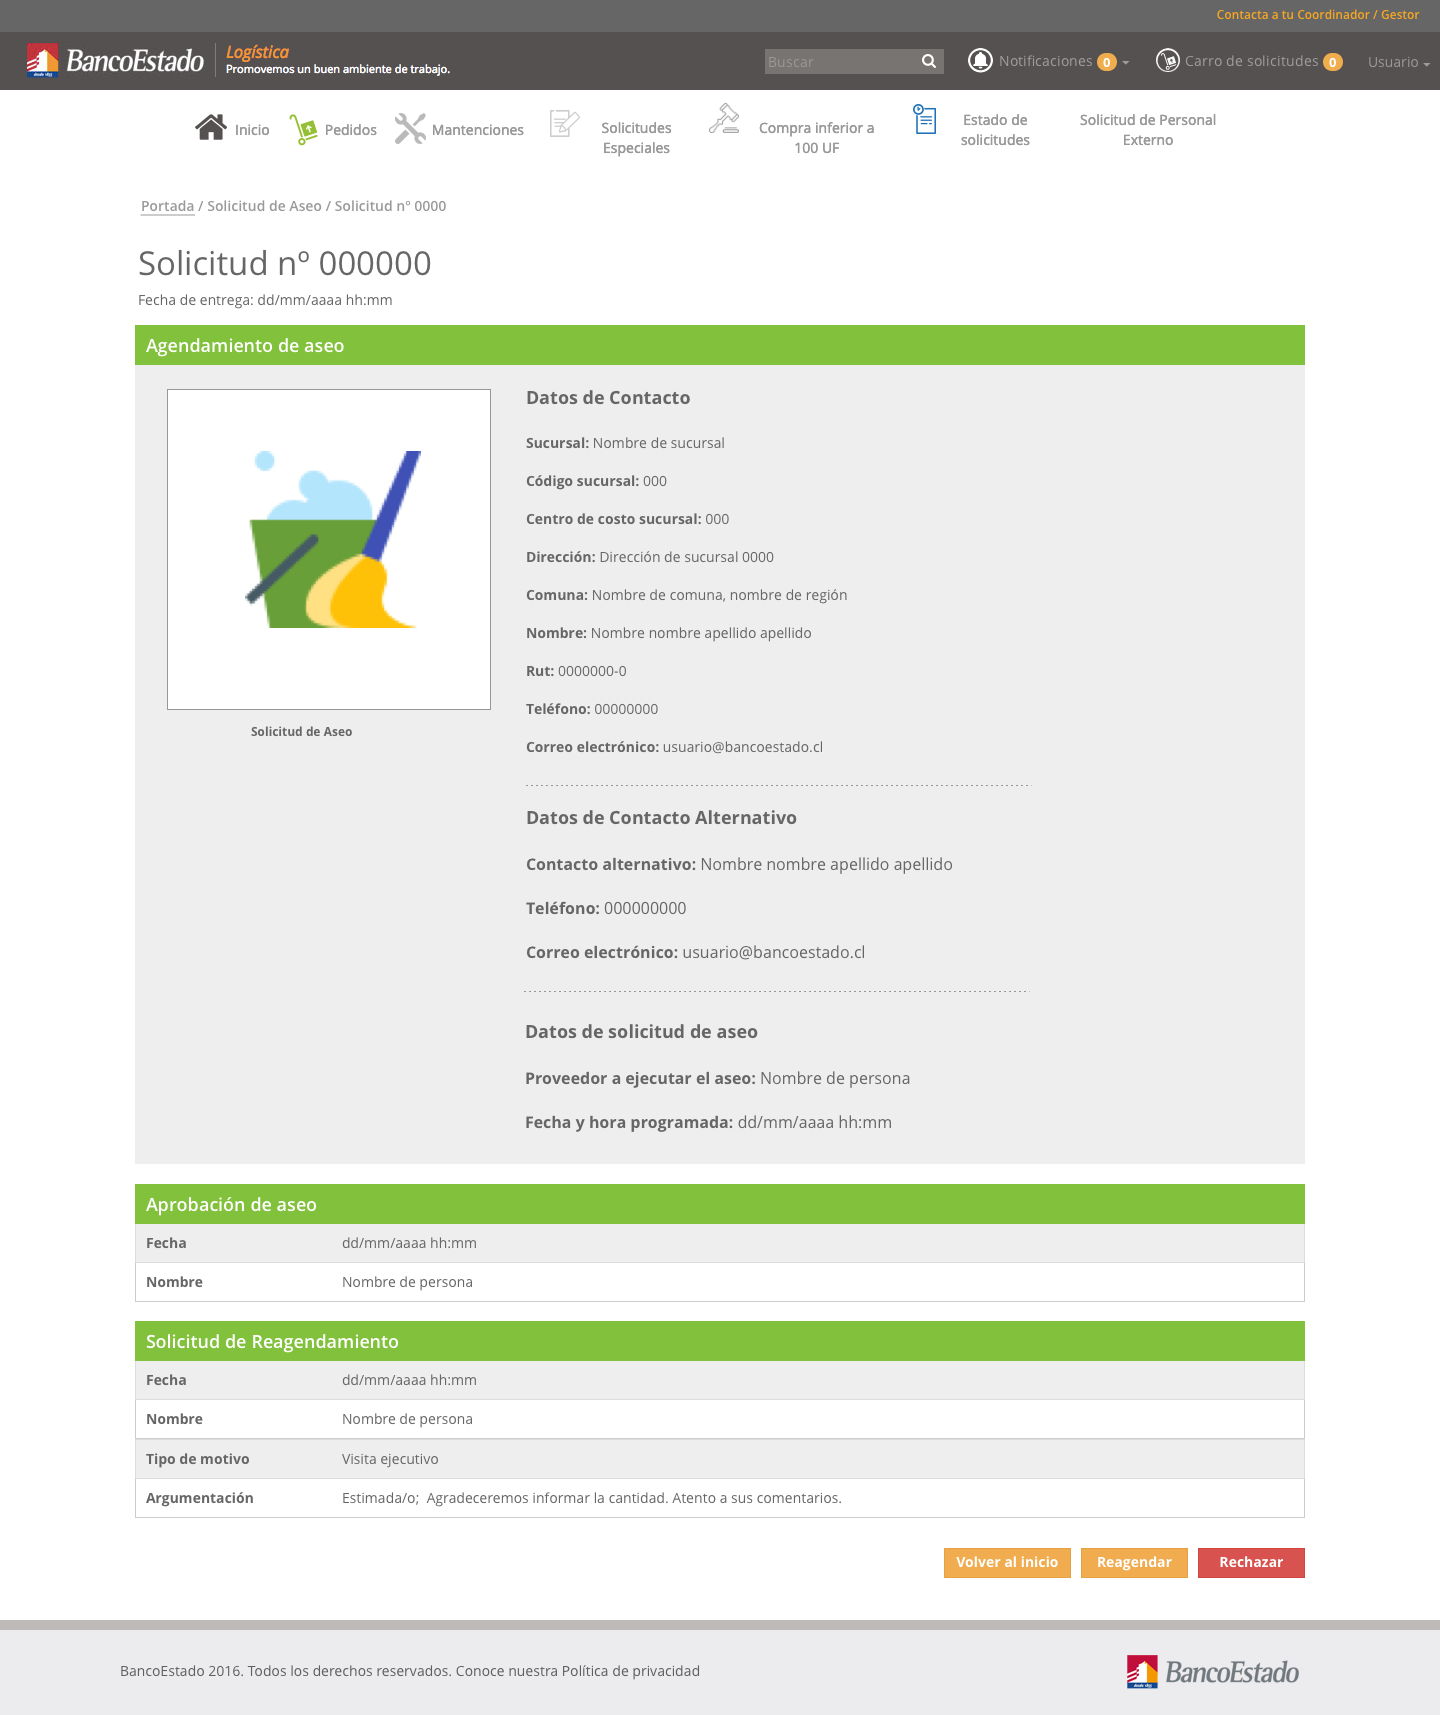 Contacta a tu Coordinador / Gestor
BancoEstado
desde 1855
Logística
Promovemos un buen ambiente de trabajo.
Buscar
Notificaciones 0
Carro de solicitudes 0
Usuario
Inicio
Pedidos
Mantenciones
Solicitudes
Especiales
Compra inferior a
100 UF
Estado de
solicitudes
Solicitud de Personal
Externo
Portada / Solicitud de Aseo / Solicitud nº 0000
Solicitud nº 000000
Fecha de entrega: dd/mm/aaaa hh:mm
Agendamiento de aseo
Solicitud de Aseo
Datos de Contacto
Sucursal: Nombre de sucursal
Código sucursal: 000
Centro de costo sucursal: 000
Dirección: Dirección de sucursal 0000
Comuna: Nombre de comuna, nombre de región
Nombre: Nombre nombre apellido apellido
Rut: 0000000-0
Teléfono: 00000000
Correo electrónico: usuario@bancoestado.cl
Datos de Contacto Alternativo
Contacto alternativo: Nombre nombre apellido apellido
Teléfono: 000000000
Correo electrónico: usuario@bancoestado.cl
Datos de solicitud de aseo
Proveedor a ejecutar el aseo: Nombre de persona
Fecha y hora programada: dd/mm/aaaa hh:mm
Aprobación de aseo
Fecha dd/mm/aaaa hh:mm
Nombre Nombre de persona
Solicitud de Reagendamiento
Fecha dd/mm/aaaa hh:mm
Nombre Nombre de persona
Tipo de motivo Visita ejecutivo
Argumentación Estimada/o;  Agradeceremos informar la cantidad. Atento a sus comentarios.
Volver al inicio
Reagendar
Rechazar
BancoEstado 2016. Todos los derechos reservados. Conoce nuestra Política de privacidad
BancoEstado
desde 1855